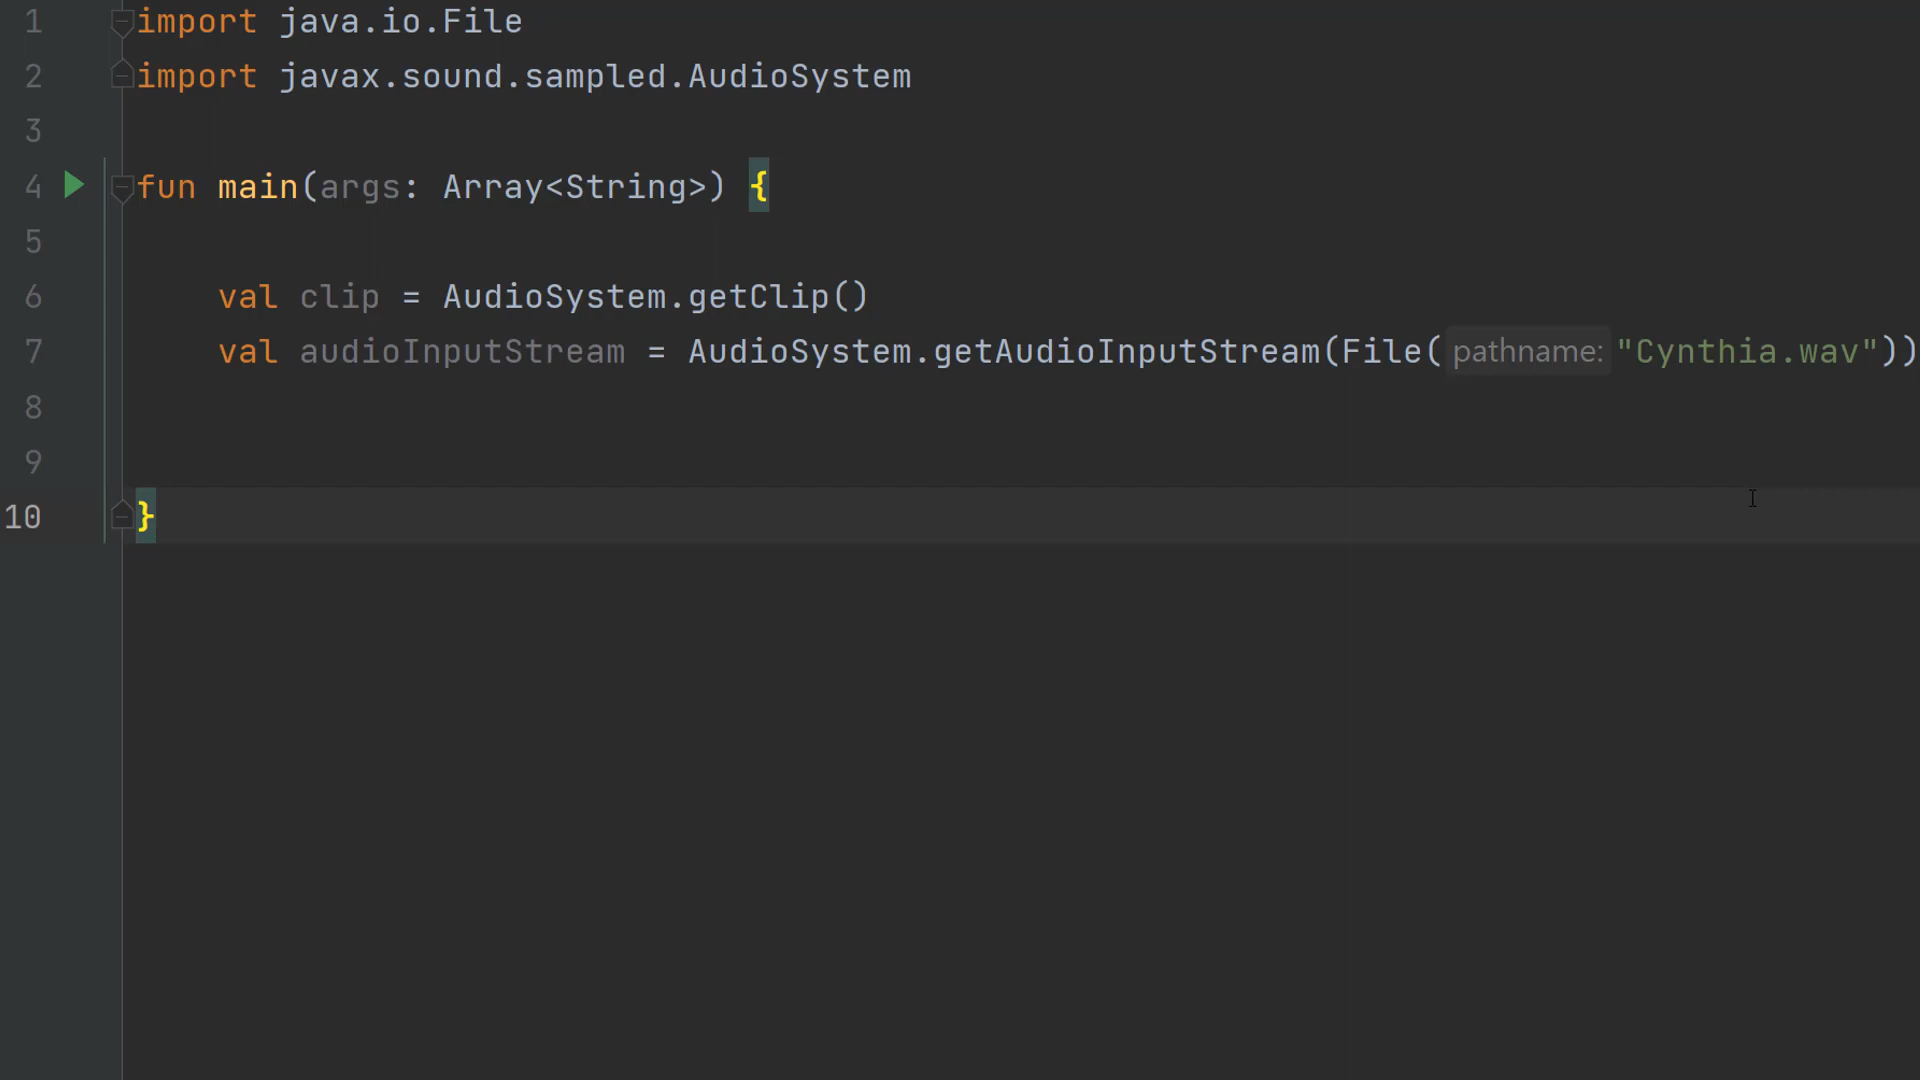 1 import java.io.File
2 import javax.sound.sampled.AudioSystem
3
4 fun main(args: Array<String>) {
5
6 val clip = AudioSystem.getClip()
7 val audioInputStream = AudioSystem.getAudioInputStream(File( pathname: "Cynthia.wav"))
8
9
10 }